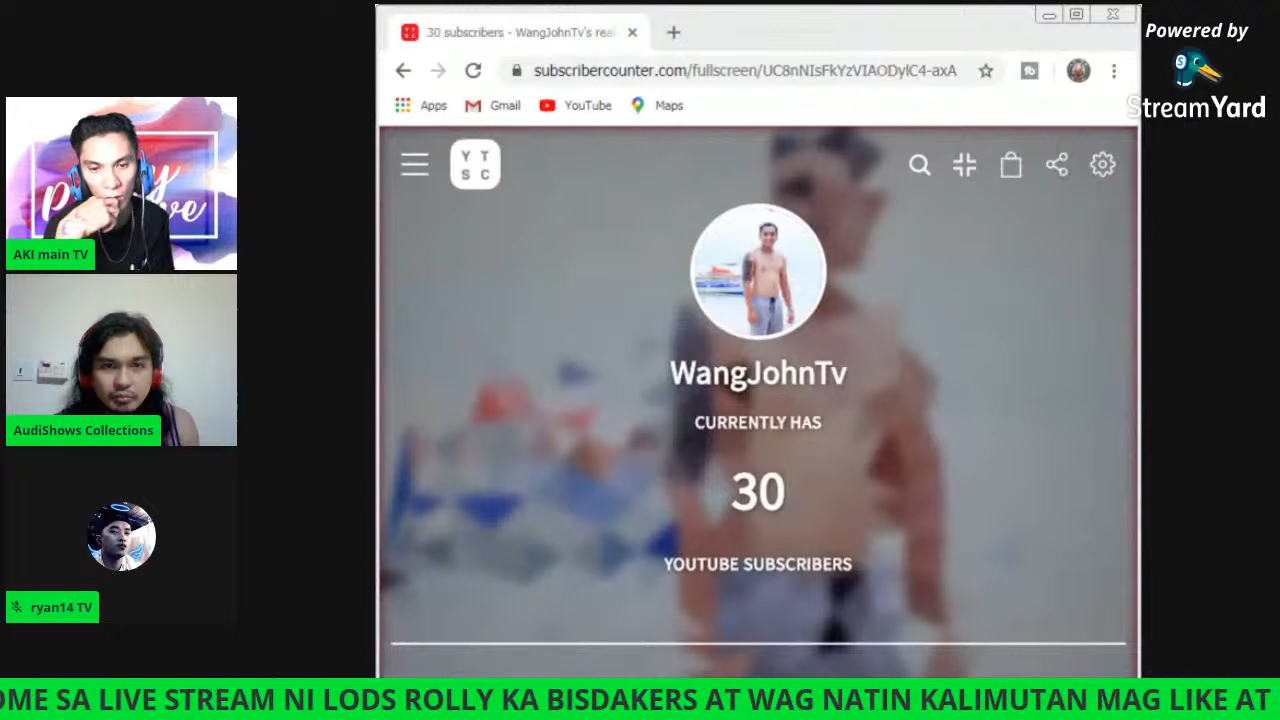 30 subscribers - WangJohnTv's rea
subscribercounter.com/fullscreen/UC8nNIsFkYzVIAODylC4-axA
Apps Gmail YouTube Maps
Powered by
StreamYard
Y T
S C
AKI main TV
AudiShows Collections
ryan14 TV
WangJohnTv
CURRENTLY HAS
30
YOUTUBE SUBSCRIBERS
OME SA LIVE STREAM NI LODS ROLLY KA BISDAKERS AT WAG NATIN KALIMUTAN MAG LIKE AT